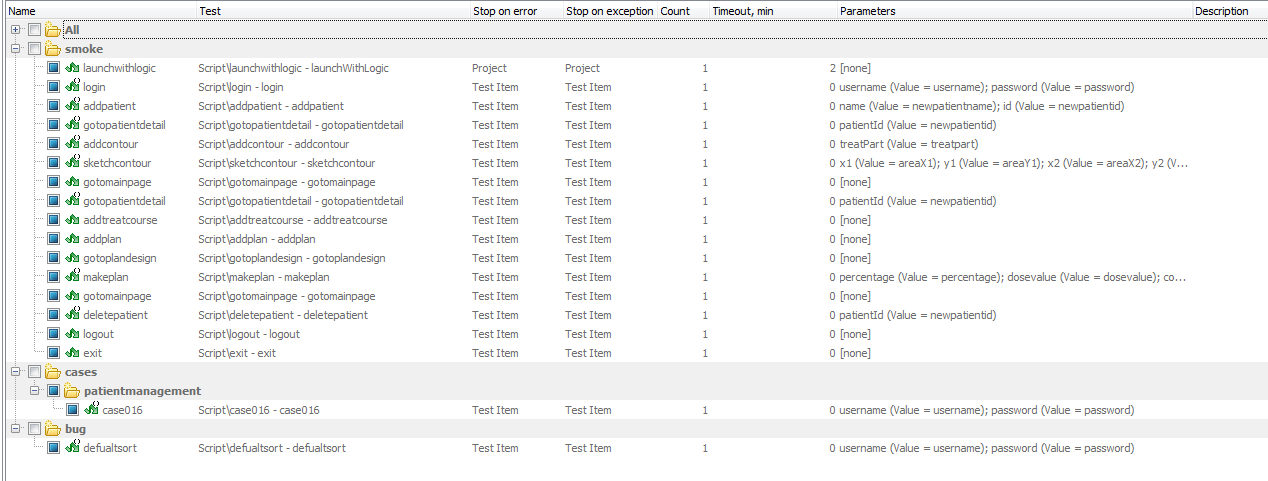 Name Test Stop on error Stop on exception Count Timeout, min Parameters Description
All
smoke
launchwithlogic Script\launchwithlogic - launchWithLogic Project Project 1 2 [none]
login Script\login - login Test Item Test Item 1 0 username (Value = username); password (Value = password)
addpatient Script\addpatient - addpatient Test Item Test Item 1 0 name (Value = newpatientname); id (Value = newpatientid)
gotopatientdetail Script\gotopatientdetail - gotopatientdetail Test Item Test Item 1 0 patientId (Value = newpatientid)
addcontour Script\addcontour - addcontour Test Item Test Item 1 0 treatPart (Value = treatpart)
sketchcontour Script\sketchcontour - sketchcontour Test Item Test Item 1 0 x1 (Value = areaX1); y1 (Value = areaY1); x2 (Value = areaX2); y2 (V...
gotomainpage Script\gotomainpage - gotomainpage Test Item Test Item 1 0 [none]
gotopatientdetail Script\gotopatientdetail - gotopatientdetail Test Item Test Item 1 0 patientId (Value = newpatientid)
addtreatcourse Script\addtreatcourse - addtreatcourse Test Item Test Item 1 0 [none]
addplan Script\addplan - addplan Test Item Test Item 1 0 [none]
gotoplandesign Script\gotoplandesign - gotoplandesign Test Item Test Item 1 0 [none]
makeplan Script\makeplan - makeplan Test Item Test Item 1 0 percentage (Value = percentage); dosevalue (Value = dosevalue); co...
gotomainpage Script\gotomainpage - gotomainpage Test Item Test Item 1 0 [none]
deletepatient Script\deletepatient - deletepatient Test Item Test Item 1 0 patientId (Value = newpatientid)
logout Script\logout - logout Test Item Test Item 1 0 [none]
exit Script\exit - exit Test Item Test Item 1 0 [none]
cases
patientmanagement
case016 Script\case016 - case016 Test Item Test Item 1 0 username (Value = username); password (Value = password)
bug
defualtsort Script\defualtsort - defualtsort Test Item Test Item 1 0 username (Value = username); password (Value = password)